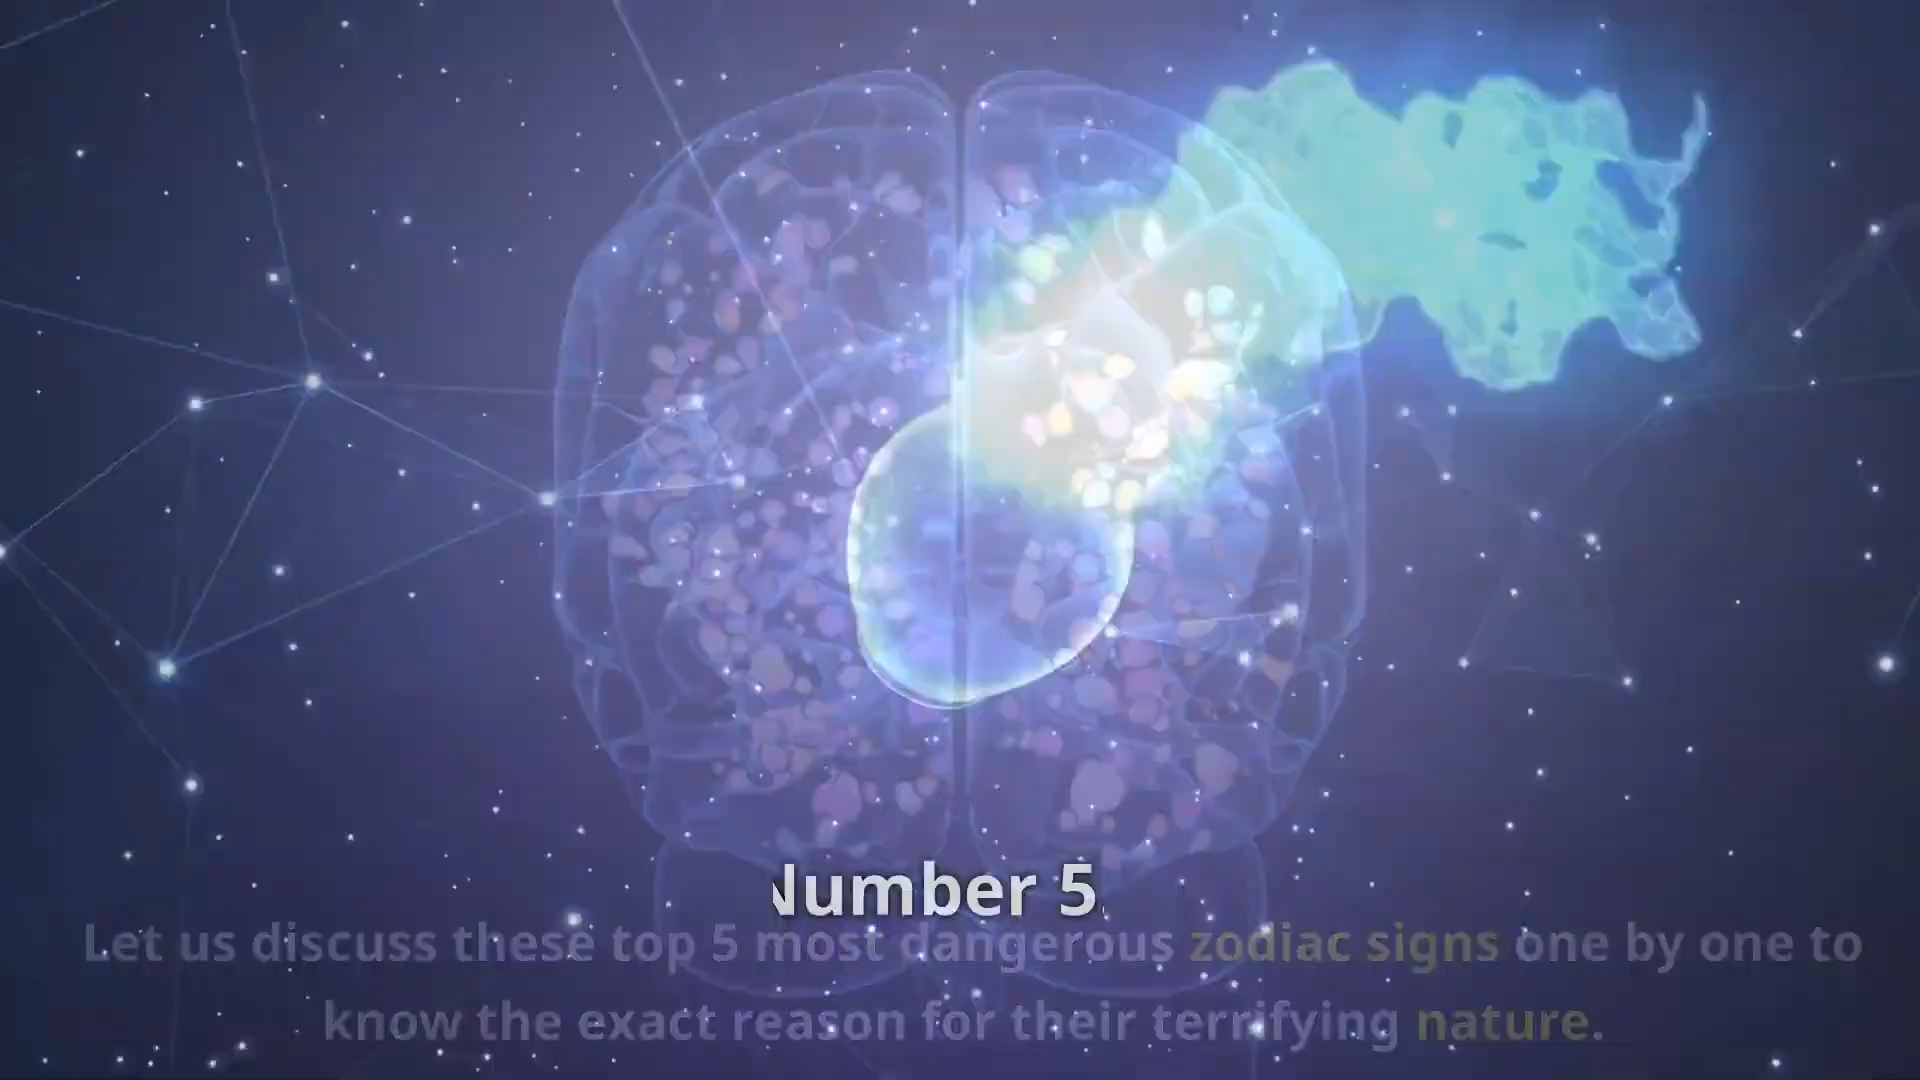 Number 5
Let us discuss these top 5 most dangerous zodiac signs one by one to
know the exact reason for their terrifying nature.